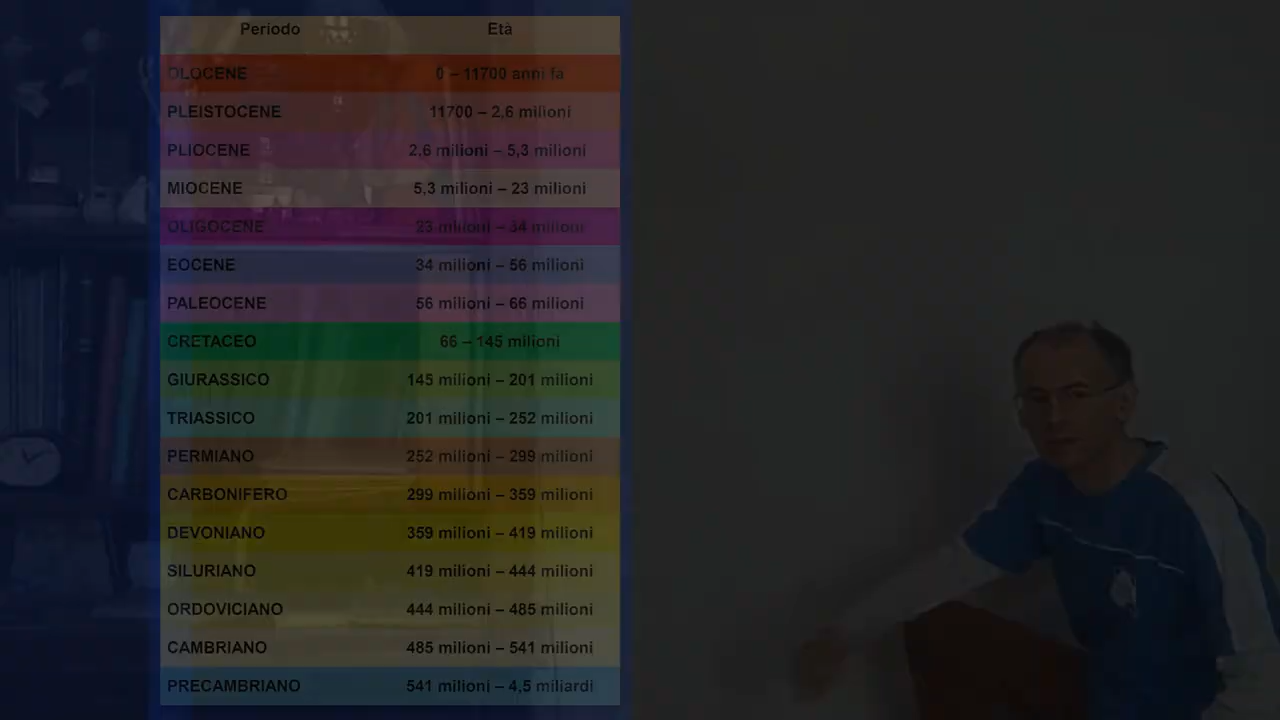 Periodo Età
OLOCENE 0 – 11700 anni fa
PLEISTOCENE 11700 – 2,6 milioni
PLIOCENE 2,6 milioni – 5,3 milioni
MIOCENE 5,3 milioni – 23 milioni
OLIGOCENE 23 milioni – 34 milioni
EOCENE 34 milioni – 56 milioni
PALEOCENE 56 milioni – 66 milioni
CRETACEO 66 – 145 milioni
GIURASSICO 145 milioni – 201 milioni
TRIASSICO 201 milioni – 252 milioni
PERMIANO 252 milioni – 299 milioni
CARBONIFERO 299 milioni – 359 milioni
DEVONIANO 359 milioni – 419 milioni
SILURIANO 419 milioni – 444 milioni
ORDOVICIANO 444 milioni – 485 milioni
CAMBRIANO 485 milioni – 541 milioni
PRECAMBRIANO 541 milioni – 4,5 miliardi